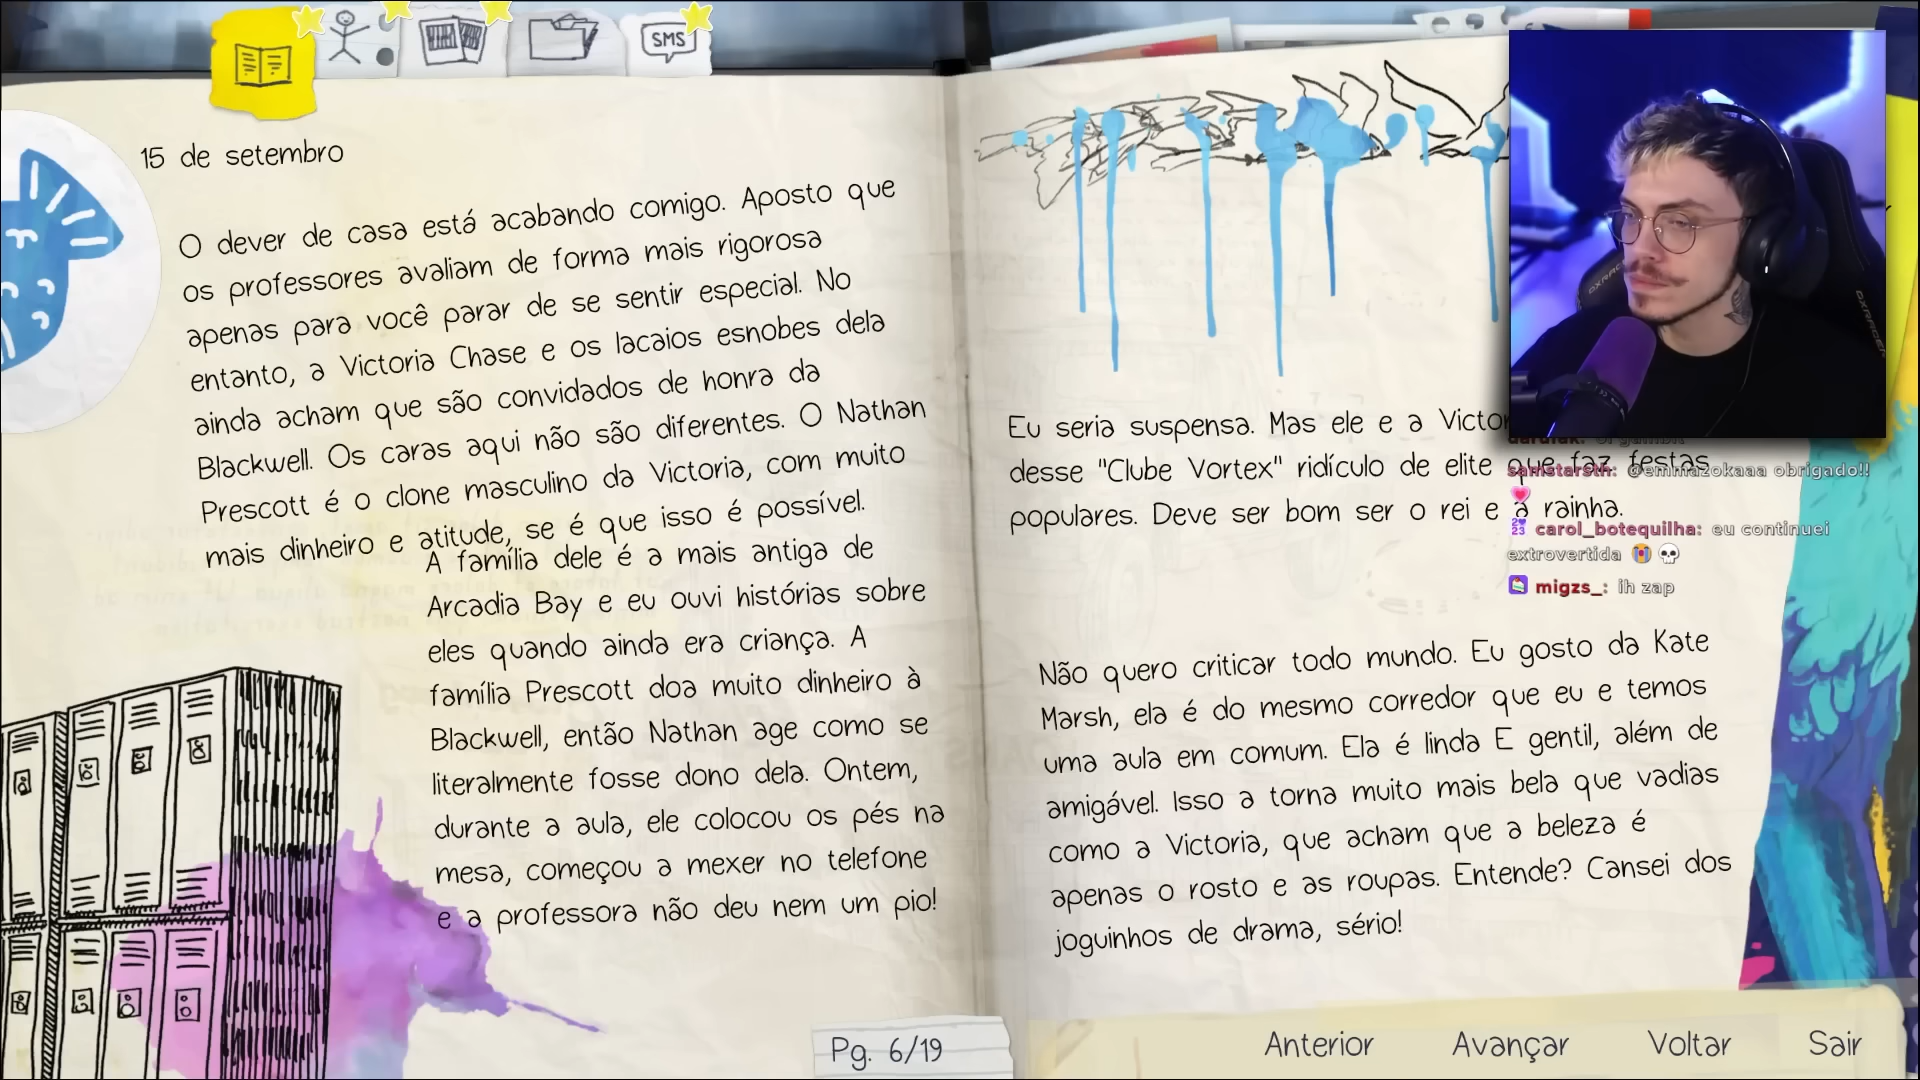 SMS
15 de setembro
O dever de casa está acabando comigo. Aposto que
os professores avaliam de forma mais rigorosa
apenas para você parar de se sentir especial. No
entanto, a Victoria Chase e os lacaios esnobes dela
ainda acham que são convidados de honra da
Blackwell. Os caras aqui não são diferentes. O Nathan
Prescott é o clone masculino da Victoria, com muito
mais dinheiro e atitude, se é que isso é possível.
A família dele é a mais antiga de
Arcadia Bay e eu ouvi histórias sobre
eles quando ainda era criança. A
família Prescott doa muito dinheiro à
Blackwell, então Nathan age como se
literalmente fosse dono dela. Ontem,
durante a aula, ele colocou os pés na
mesa, começou a mexer no telefone
e a professora não deu nem um pio!
Eu seria suspensa. Mas ele e a Victor
desse "Clube Vortex" ridículo de elite que faz festas
populares. Deve ser bom ser o rei e a rainha.
Não quero criticar todo mundo. Eu gosto da Kate
Marsh, ela é do mesmo corredor que eu e temos
uma aula em comum. Ela é linda E gentil, além de
amigável. Isso a torna muito mais bela que vadias
como a Victoria, que acham que a beleza é
apenas o rosto e as roupas. Entende? Cansei dos
joguinhos de drama, sério!
samstarsth: @emmazokaaa obrigado!!
carol_botequilha: eu continuei
extrovertida
migzs_: ih zap
DXRACER
DXRACER
Pg. 6/19
Anterior Avançar Voltar Sair